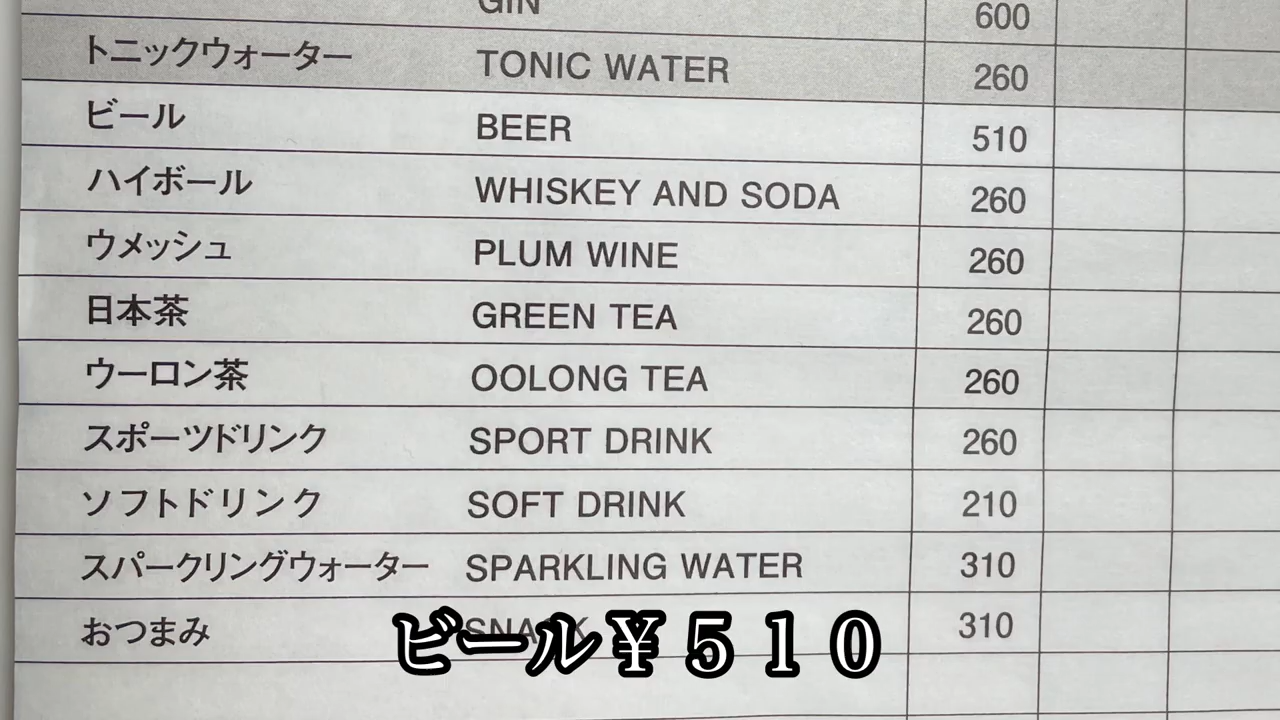 GIN 600
トニックウォーター TONIC WATER 260
ビール BEER 510
ハイボール WHISKEY AND SODA 260
ウメッシュ PLUM WINE 260
日本茶 GREEN TEA 260
ウーロン茶 OOLONG TEA 260
スポーツドリンク SPORT DRINK 260
ソフトドリンク SOFT DRINK 210
スパークリングウォーター SPARKLING WATER 310
おつまみ SNACK 310
ビール￥５１０